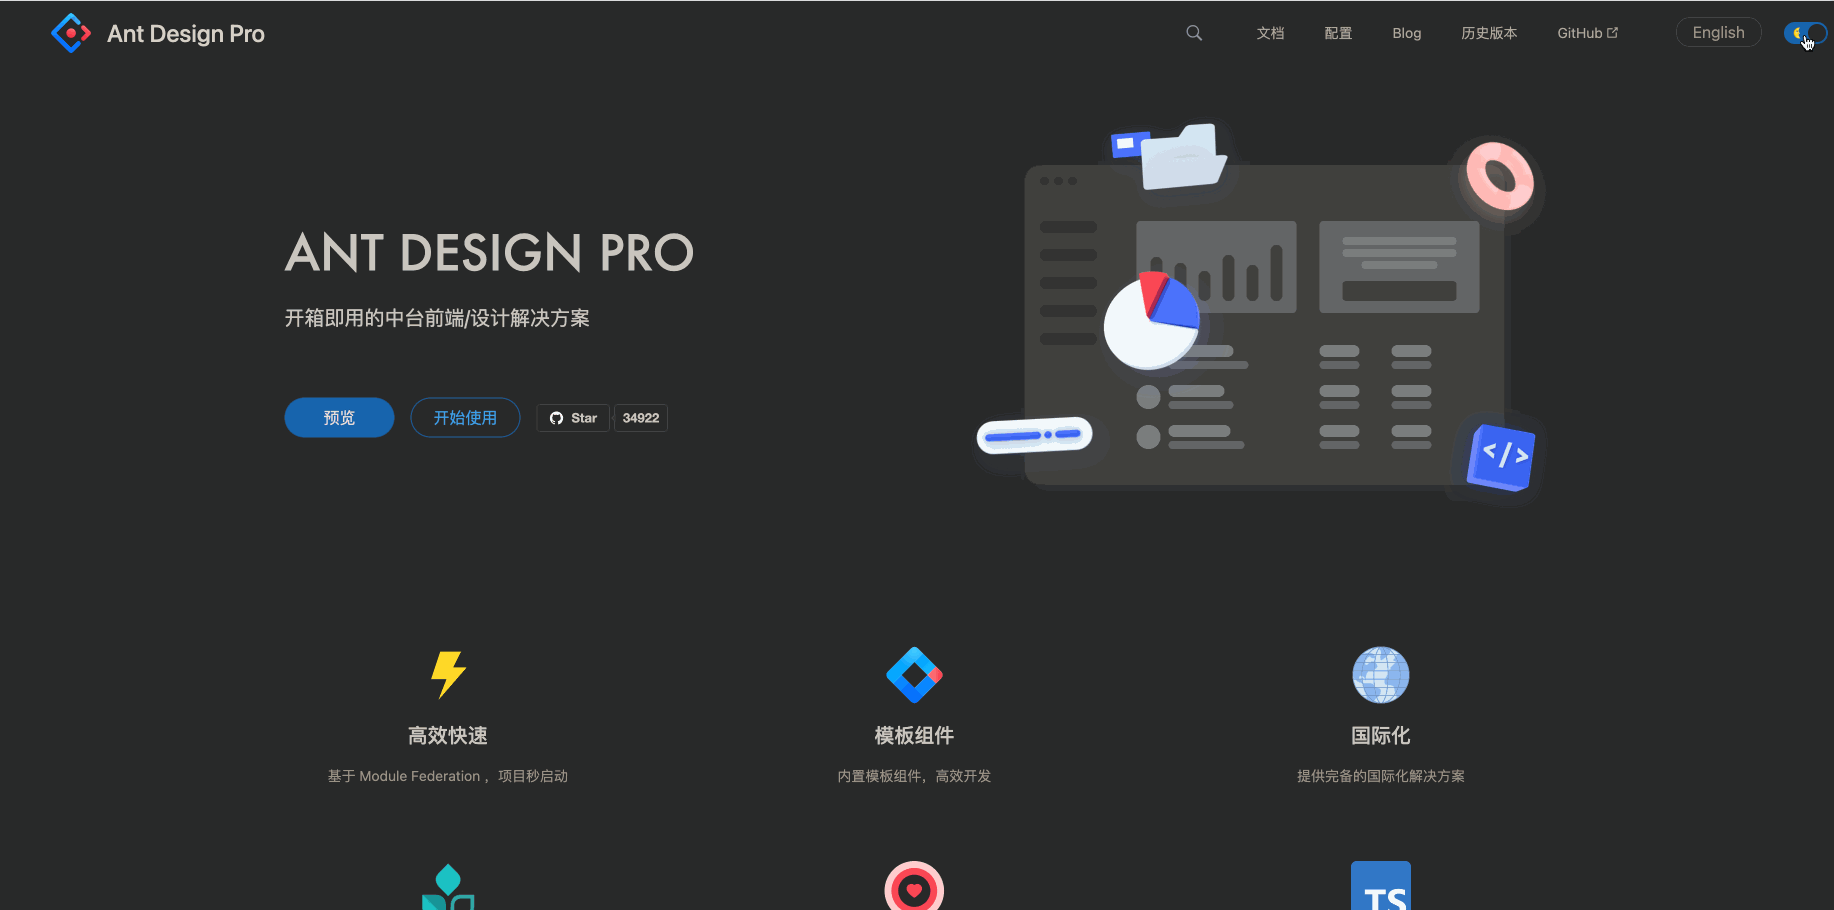 Ant Design Pro
文档 配置 Blog 历史版本 GitHub English
ANT DESIGN PRO
开箱即用的中台前端/设计解决方案
预览 开始使用 Star 34922
高效快速 模板组件 国际化
基于 Module Federation ，项目秒启动 内置模板组件，高效开发 提供完备的国际化解决方案
</>
TS